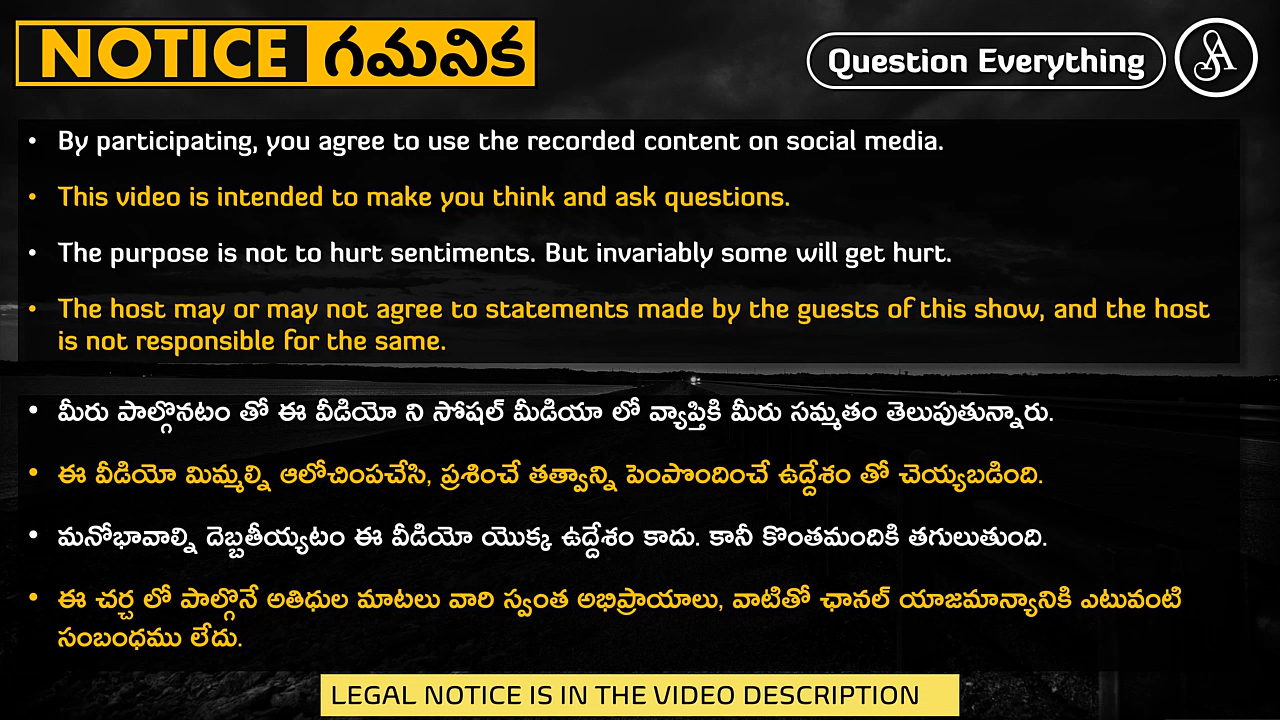 NOTICE గమనిక
Question Everything
• By participating, you agree to use the recorded content on social media.
• This video is intended to make you think and ask questions.
• The purpose is not to hurt sentiments. But invariably some will get hurt.
• The host may or may not agree to statements made by the guests of this show, and the host
is not responsible for the same.
• మీరు పాల్గొనటం తో ఈ వీడియో ని సోషల్ మీడియా లో వ్యాప్తికి మీరు సమ్మతం తెలుపుతున్నారు.
• ఈ వీడియో మిమ్మల్ని ఆలోచింపచేసి, ప్రశించే తత్వాన్ని పెంపొందించే ఉద్దేశం తో చెయ్యబడింది.
• మనోభావాల్ని దెబ్బతీయ్యటం ఈ వీడియో యొక్క ఉద్దేశం కాదు. కానీ కొంతమందికి తగులుతుంది.
• ఈ చర్చ లో పాల్గొనే అతిధుల మాటలు వారి స్వంత అభిప్రాయాలు, వాటితో ఛానల్ యాజమాన్యానికి ఎటువంటి
సంబంధము లేదు.
LEGAL NOTICE IS IN THE VIDEO DESCRIPTION